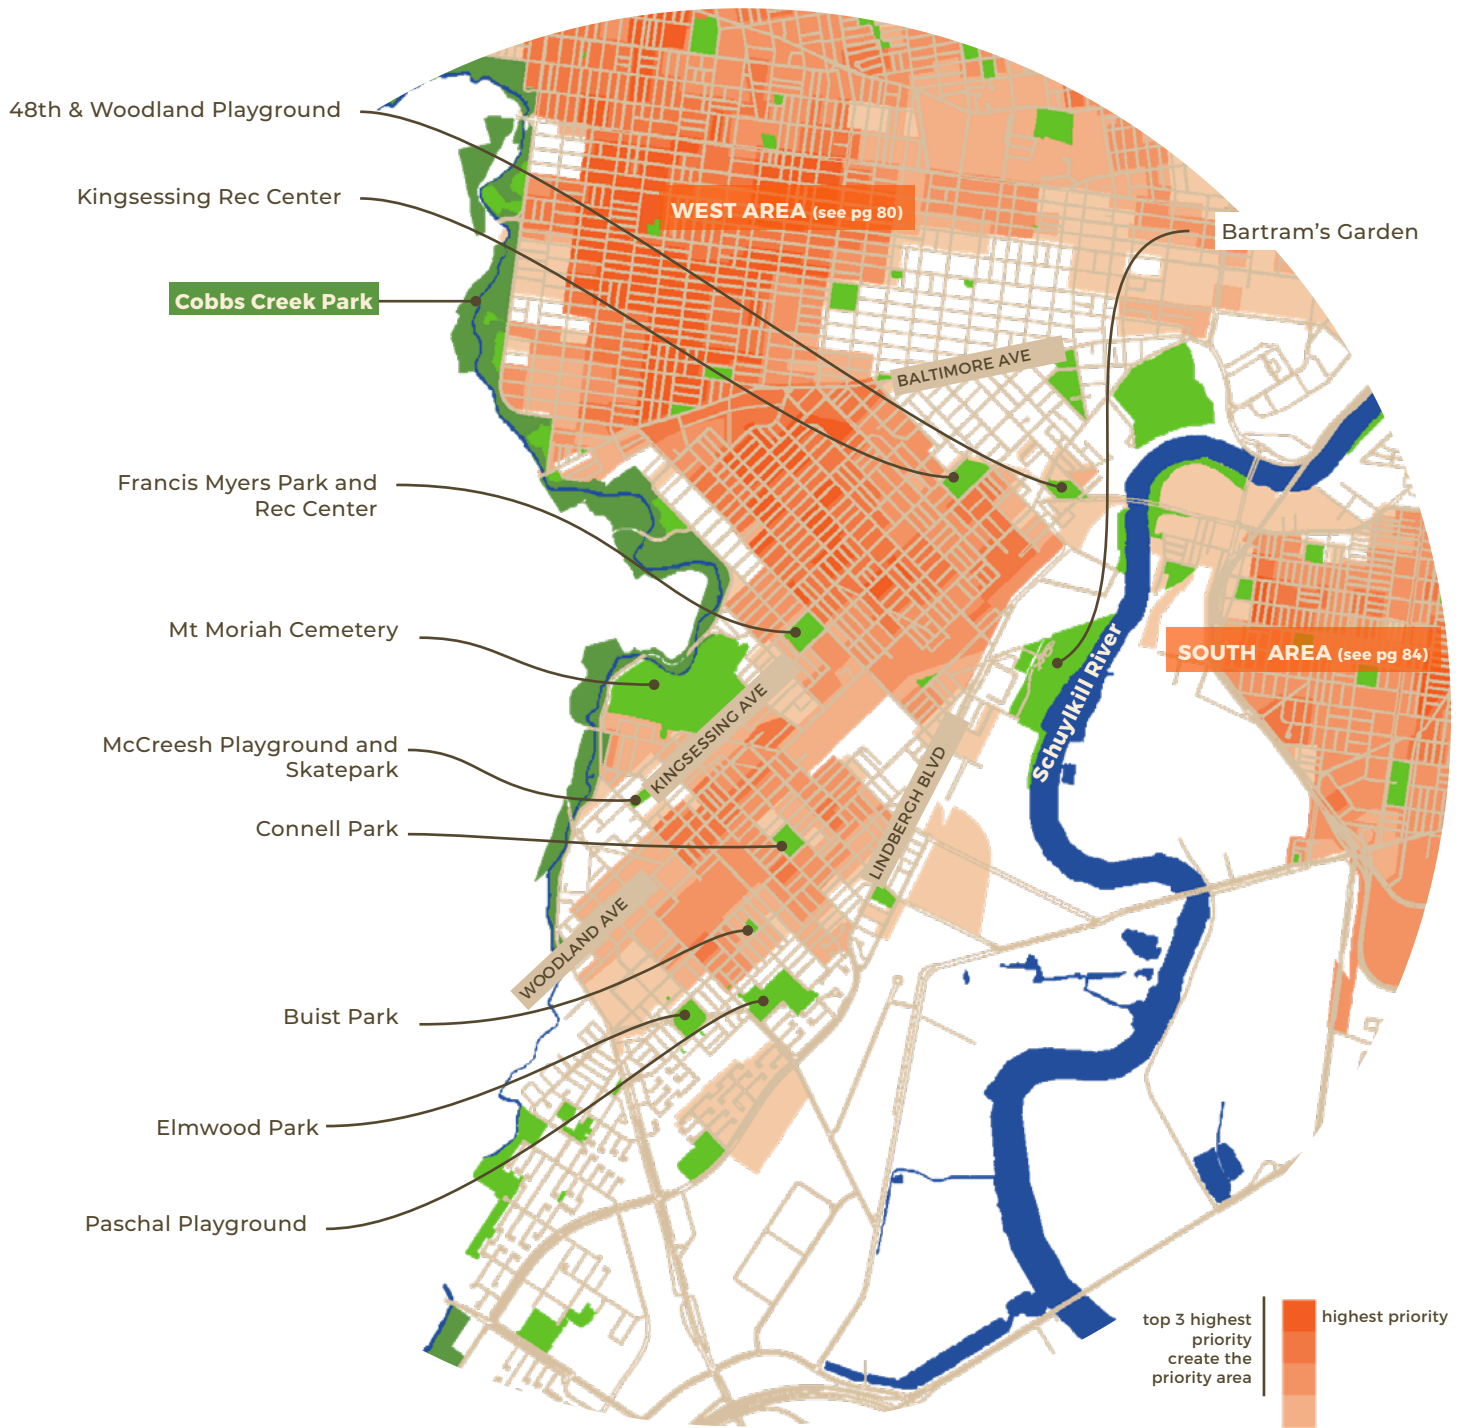 48th & Woodland Playground
Kingsessing Rec Center
WEST AREA (see pg 80)
Bartram's Garden
Cobbs Creek Park
BALTIMORE AVE
Francis Myers Park and
Rec Center
Mt Moriah Cemetery
Schuylkill River
SOUTH AREA (see pg 84)
KINGSESSING AVE
McCreesh Playground and
Skatepark
LINDBERGH BLVD
Connell Park
WOODLAND AVE
Buist Park
Elmwood Park
Paschal Playground
top 3 highest
priority
create the
priority area
highest priority